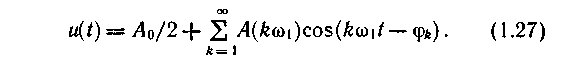 u(t) = A₀/2 + ∑_{k=1}^{∞} A(kω₁)cos(kω₁t − φₖ). (1.27)